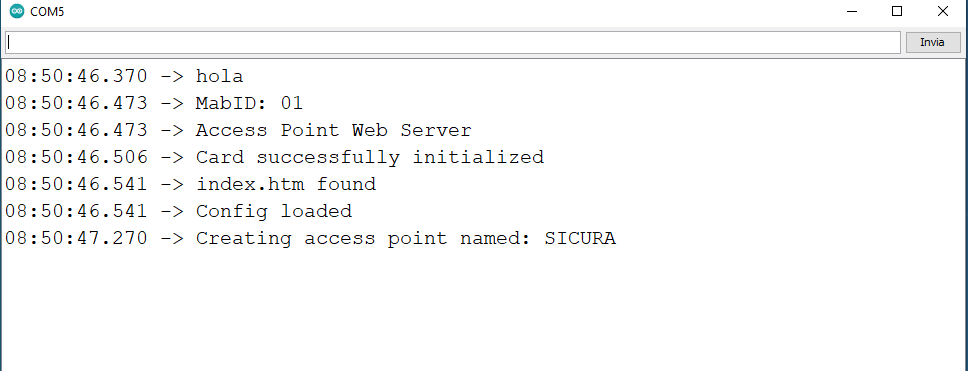 COM5
Invia
08:50:46.370 -> hola
08:50:46.473 -> MabID: 01
08:50:46.473 -> Access Point Web Server
08:50:46.506 -> Card successfully initialized
08:50:46.541 -> index.htm found
08:50:46.541 -> Config loaded
08:50:47.270 -> Creating access point named: SICURA